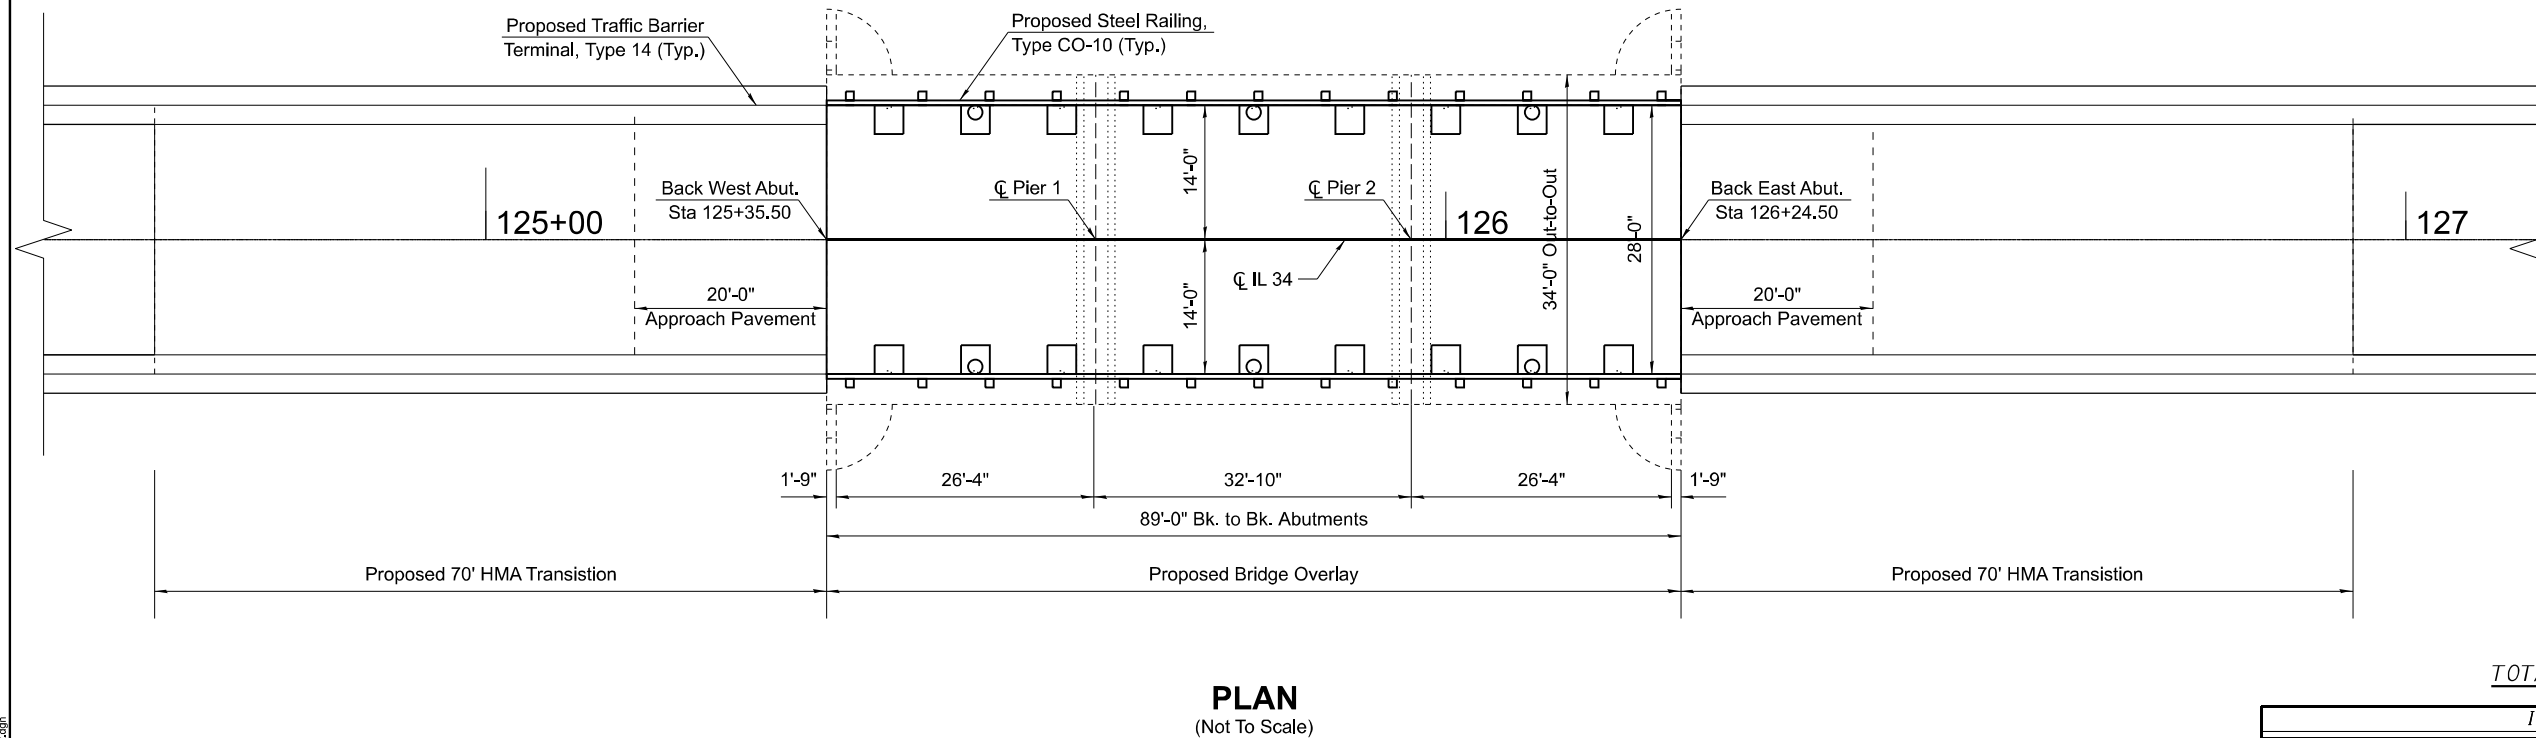 Proposed Traffic Barrier
Terminal, Type 14 (Typ.)
Proposed Steel Railing,
Type CO-10 (Typ.)
125+00
Back West Abut.
Sta 125+35.50
℄ Pier 1
14'-0"
℄ Pier 2
126
34'-0" Out-to-Out
28'-0"
Back East Abut.
Sta 126+24.50
127
20'-0"
Approach Pavement
14'-0"
℄ IL 34
20'-0"
Approach Pavement
1'-9"
26'-4"
32'-10"
26'-4"
1'-9"
89'-0" Bk. to Bk. Abutments
Proposed 70' HMA Transistion
Proposed Bridge Overlay
Proposed 70' HMA Transistion
PLAN
(Not To Scale)
TOT
I
.dgn